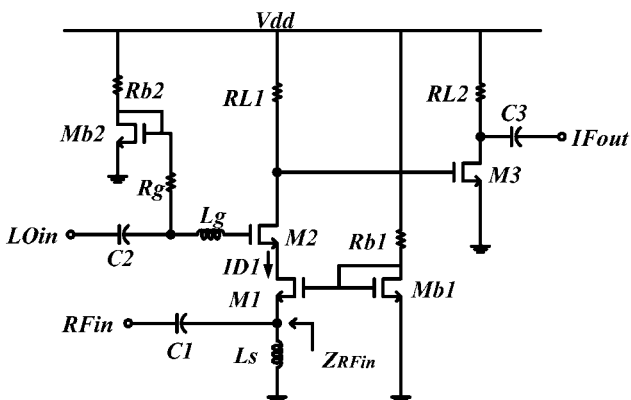 Vdd
Rb2
RL1
RL2
C3
IFout
Mb2
M3
Rg
Lg
LOin
C2
M2
Rb1
ID1
M1
Mb1
RFin
C1
Ls
ZRFin